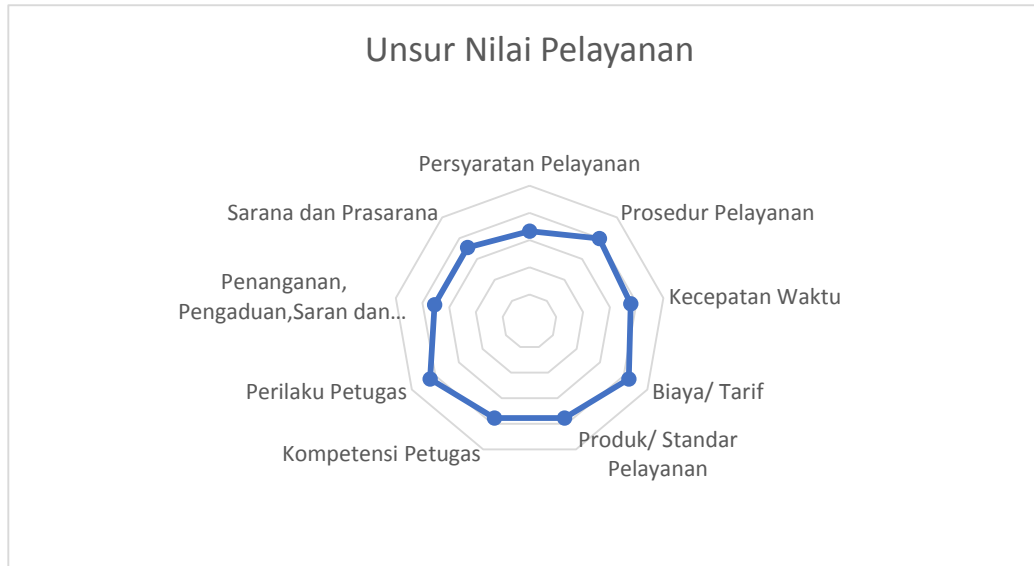 Unsur Nilai Pelayanan
Persyaratan Pelayanan
Prosedur Pelayanan
Kecepatan Waktu
Biaya/ Tarif
Produk/ Standar
Pelayanan
Kompetensi Petugas
Perilaku Petugas
Penanganan,
Pengaduan,Saran dan...
Sarana dan Prasarana